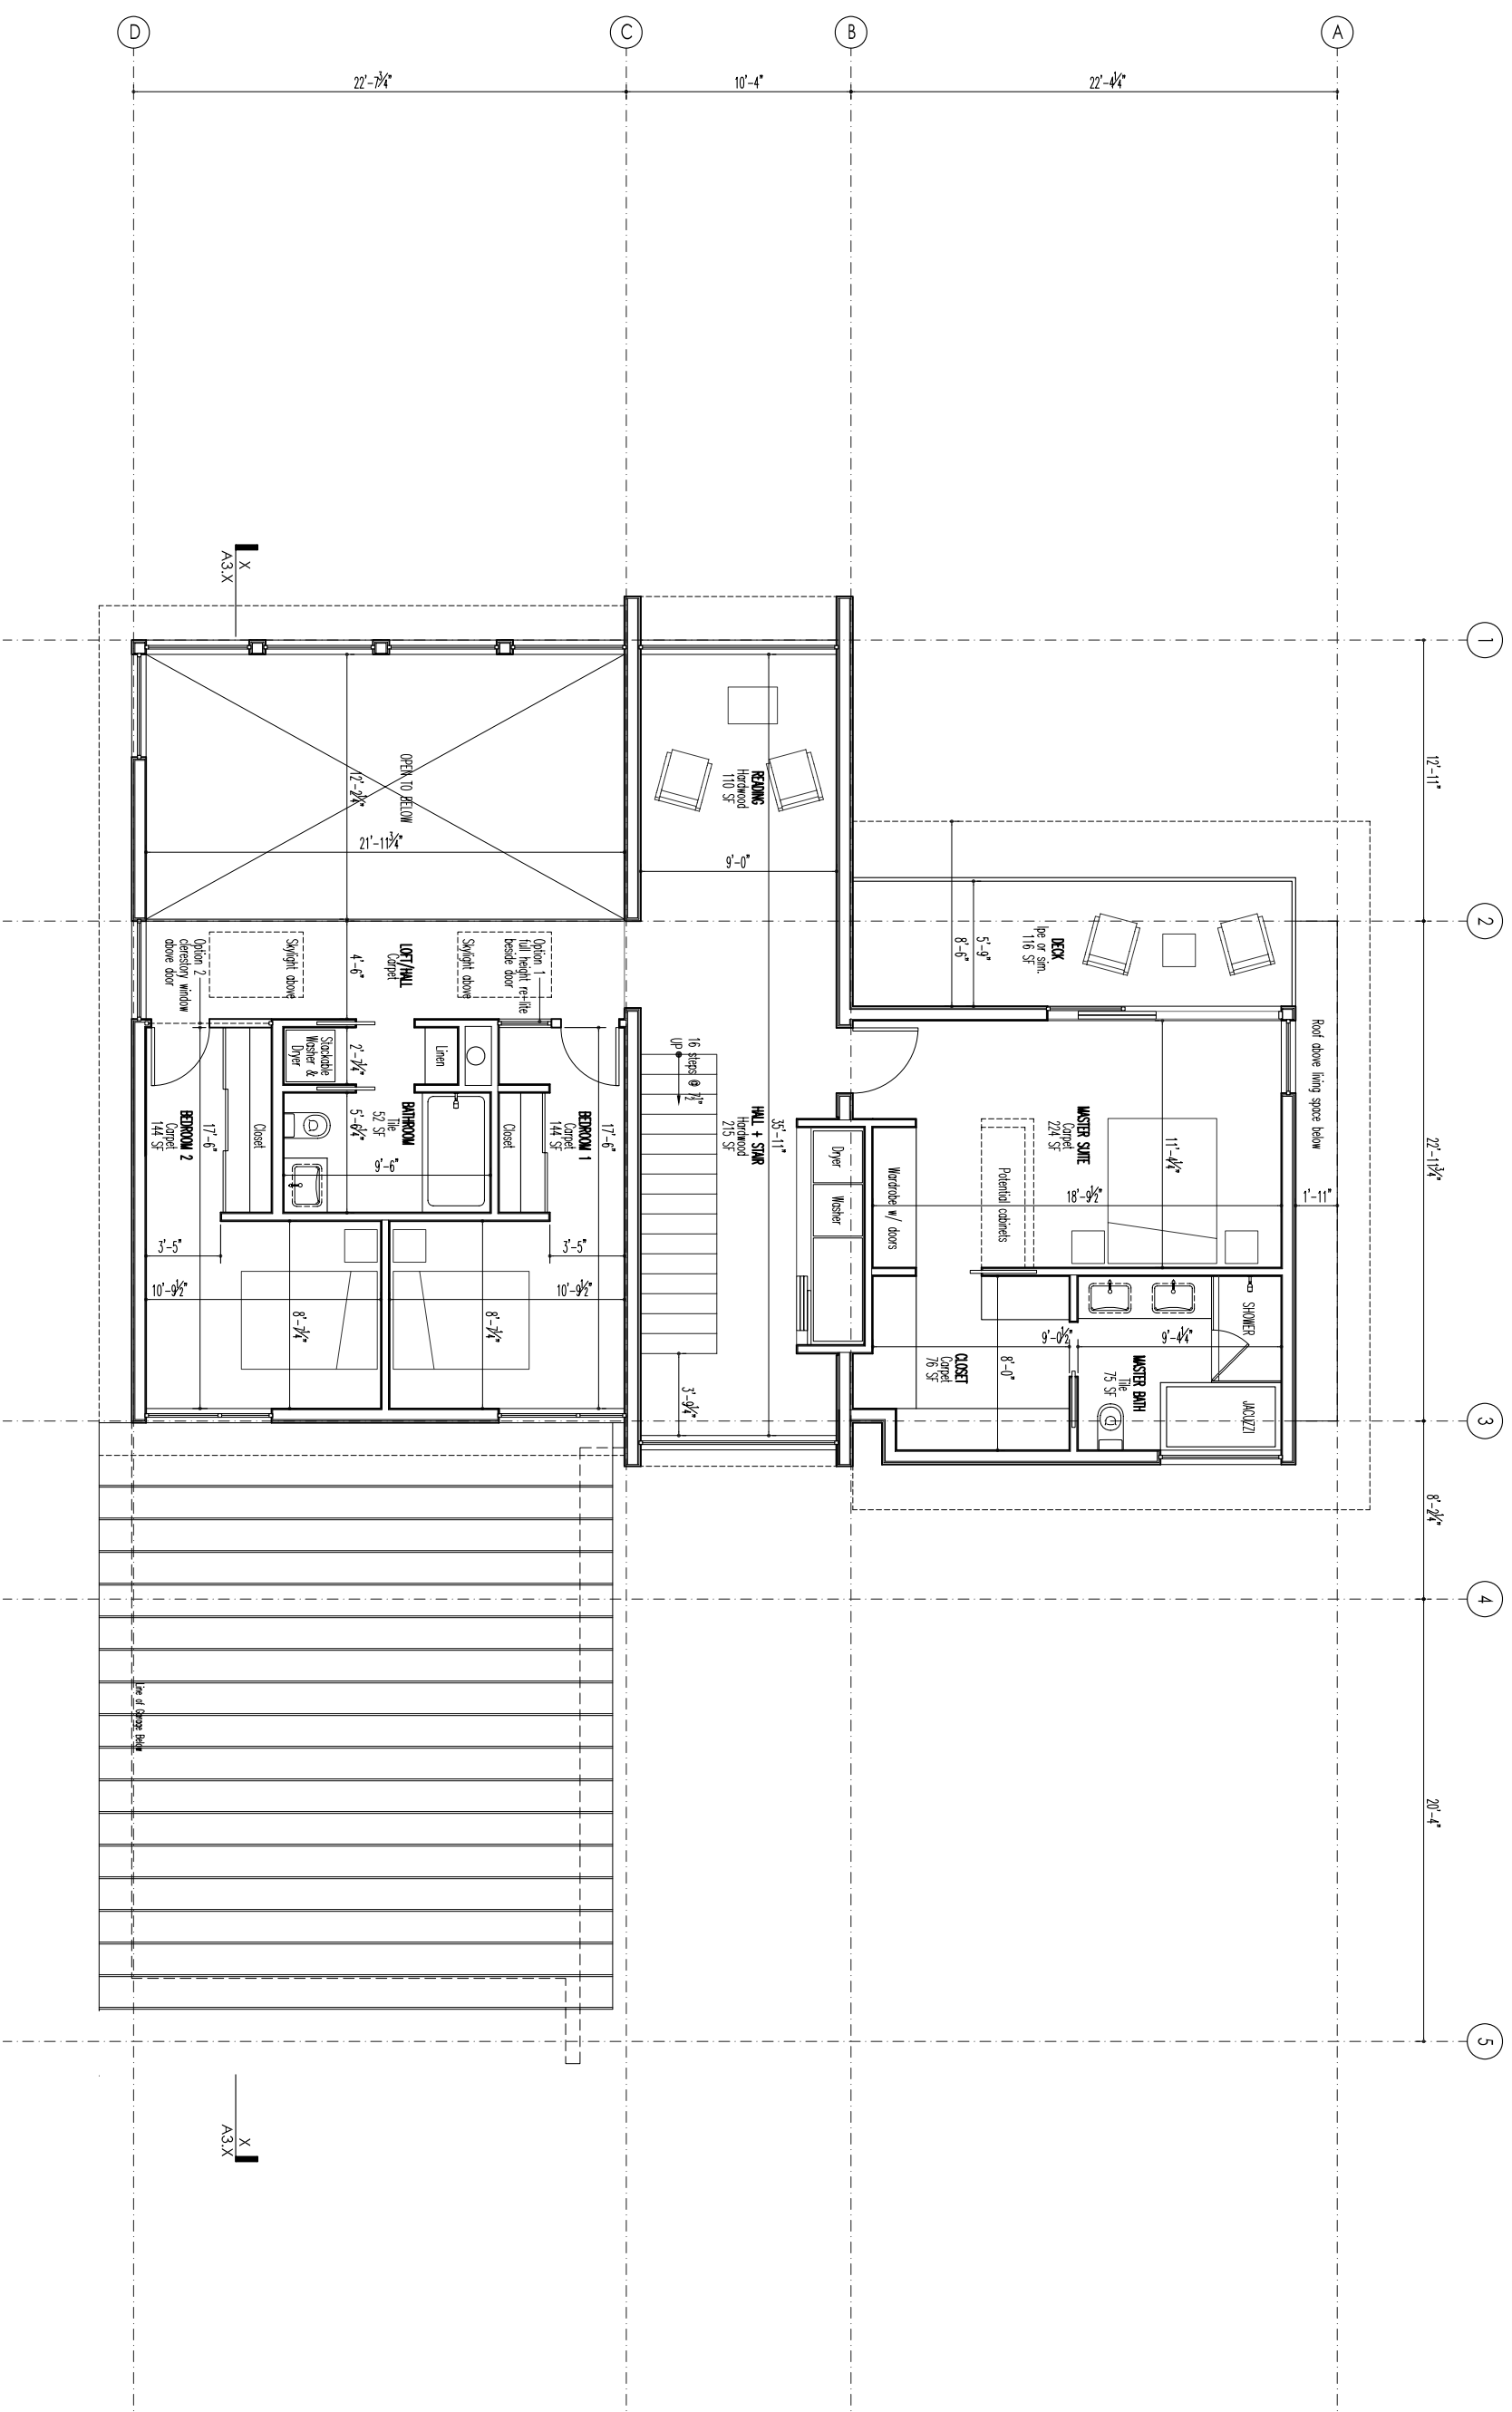 D
C
B
A
22'-7¾"
10'-4"
22'-4¼"
1
2
3
4
5
12'-11"
22'-11¾"
8'-2¼"
20'-4"
X
A3.X
OPEN TO BELOW
12'-2¼"
21'-11¾"
READING
Hardwood
110 SF
9'-0"
DECK
Ipe or sim.
116 SF
5'-9"
8'-6"
Roof above living space below
1'-11"
LOFT/HALL
Carpet
4'-6"
Skylight above
Skylight above
Option 1
full height re-lite
beside door
Option 2
clerestory window
above door
Stackable
Washer &
Dryer
2'-7¼"
Linen
BATHROOM
Tile
52 SF
5'-6¼"
9'-6"
Closet
Closet
BEDROOM 1
Carpet
144 SF
17'-6"
BEDROOM 2
Carpet
144 SF
17'-6"
3'-5"
3'-5"
10'-9½"
10'-9½"
8'-7¼"
8'-7¼"
16 steps @ 7½"
UP
HALL + STAIR
Hardwood
215 SF
35'-11"
3'-9¼"
Dryer
Washer
Wardrobe w/ doors
Potential cabinets
MASTER SUITE
Carpet
224 SF
11'-4¼"
18'-9½"
SHOWER
9'-0½"
9'-4¼"
CLOSET
Carpet
76 SF
8'-0"
MASTER BATH
Tile
75 SF
JACUZZI
Line of Garage Below
X
A3.X